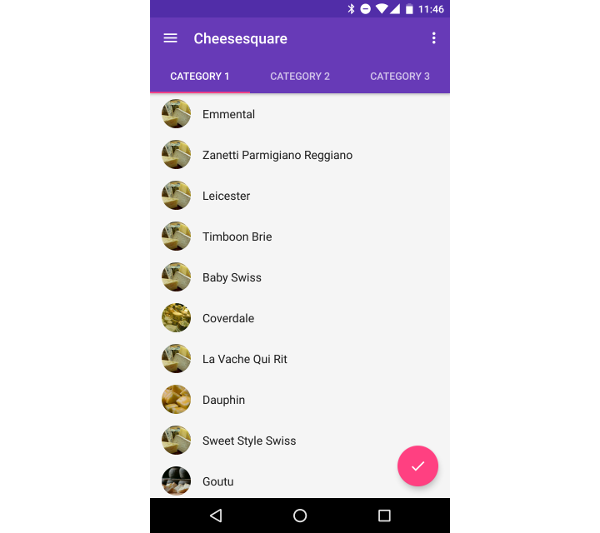 11:46
Cheesesquare
CATEGORY 1 CATEGORY 2 CATEGORY 3
Emmental
Zanetti Parmigiano Reggiano
Leicester
Timboon Brie
Baby Swiss
Coverdale
La Vache Qui Rit
Dauphin
Sweet Style Swiss
Goutu